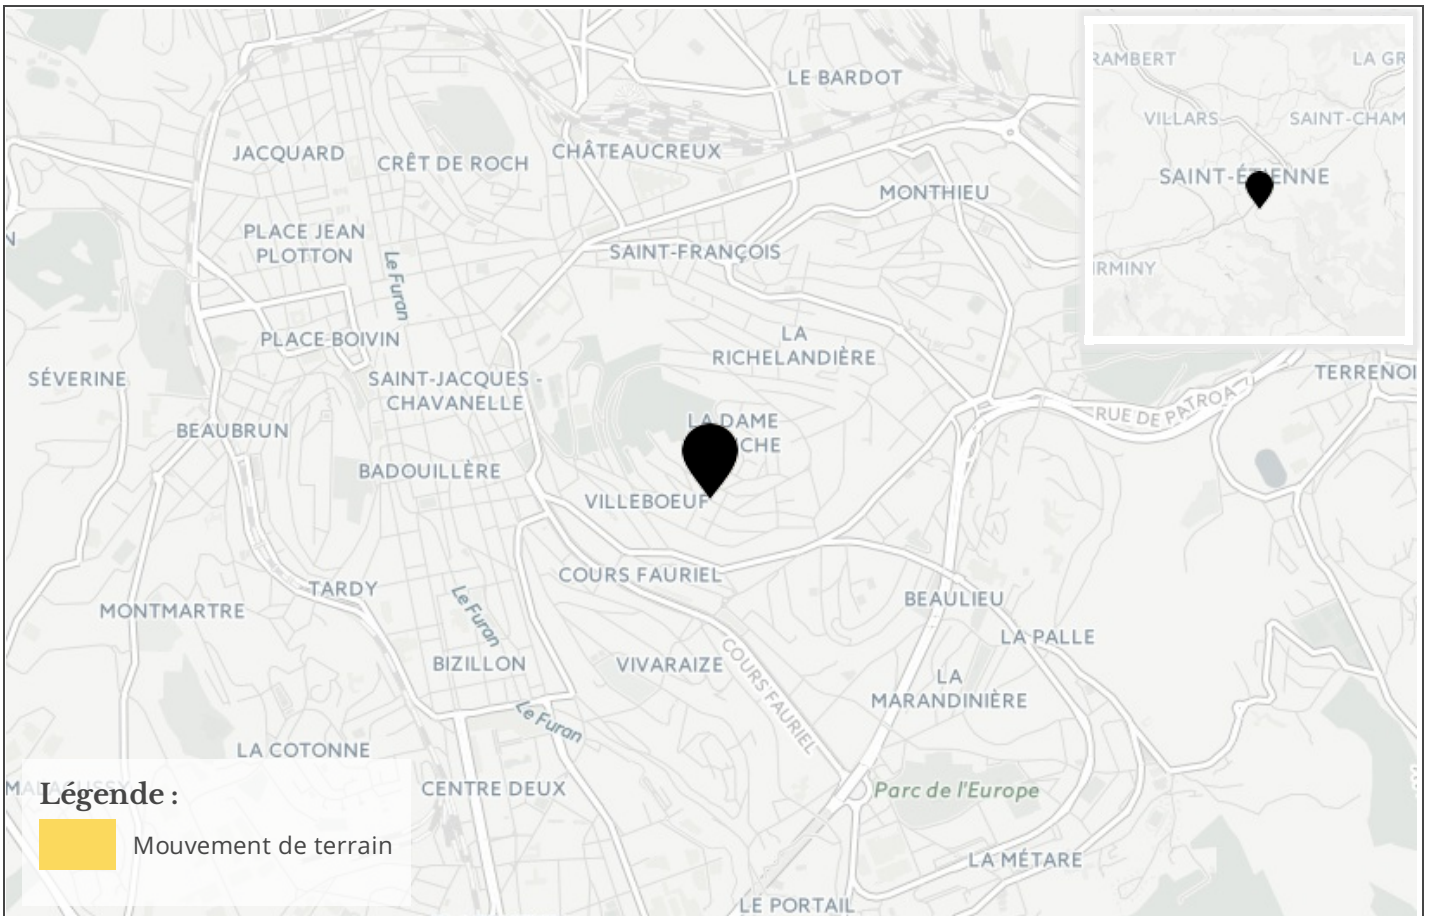 LE BARDOT
JACQUARD
CRÊT DE ROCH
CHÂTEAUCREUX
MONTHIEU
PLACE JEAN
PLOTTON
Le Furan
SAINT-FRANÇOIS
PLACE BOIVIN
LA
RICHELANDIÈRE
SÉVERINE
SAINT-JACQUES -
CHAVANELLE
BEAUBRUN
LA DAME
CHE
RUE DE PATROA
TERRENOI
BADOUILLÈRE
VILLEBOEUF
COURS FAURIEL
TARDY
MONTMARTRE
Le Furan
BEAULIEU
LA PALLE
BIZILLON
VIVARAIZE
COURS FAURIEL
LA
MARANDINIÈRE
Le Furan
LA COTONNE
CENTRE DEUX
Parc de l'Europe
LA MÉTARE
LE PORTAIL
RAMBERT
LA GR
VILLARS
SAINT-CHAM
SAINT-ÉTIENNE
IRMINY
Légende :
Mouvement de terrain